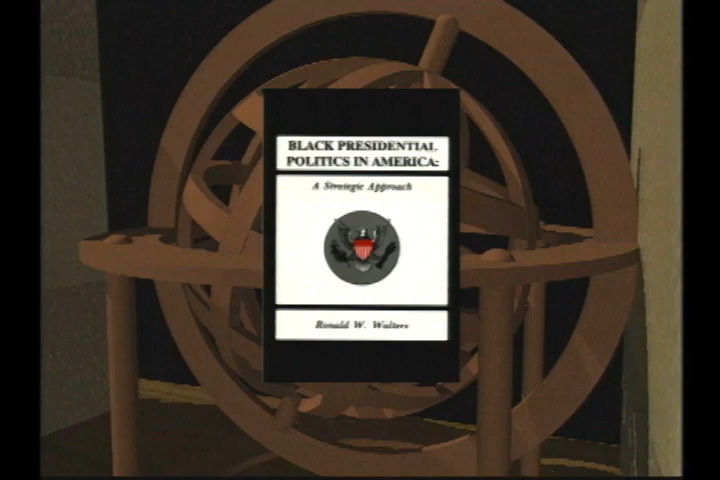 BLACK PRESIDENTIAL
POLITICS IN AMERICA:
A Strategic Approach
Ronald W. Walters